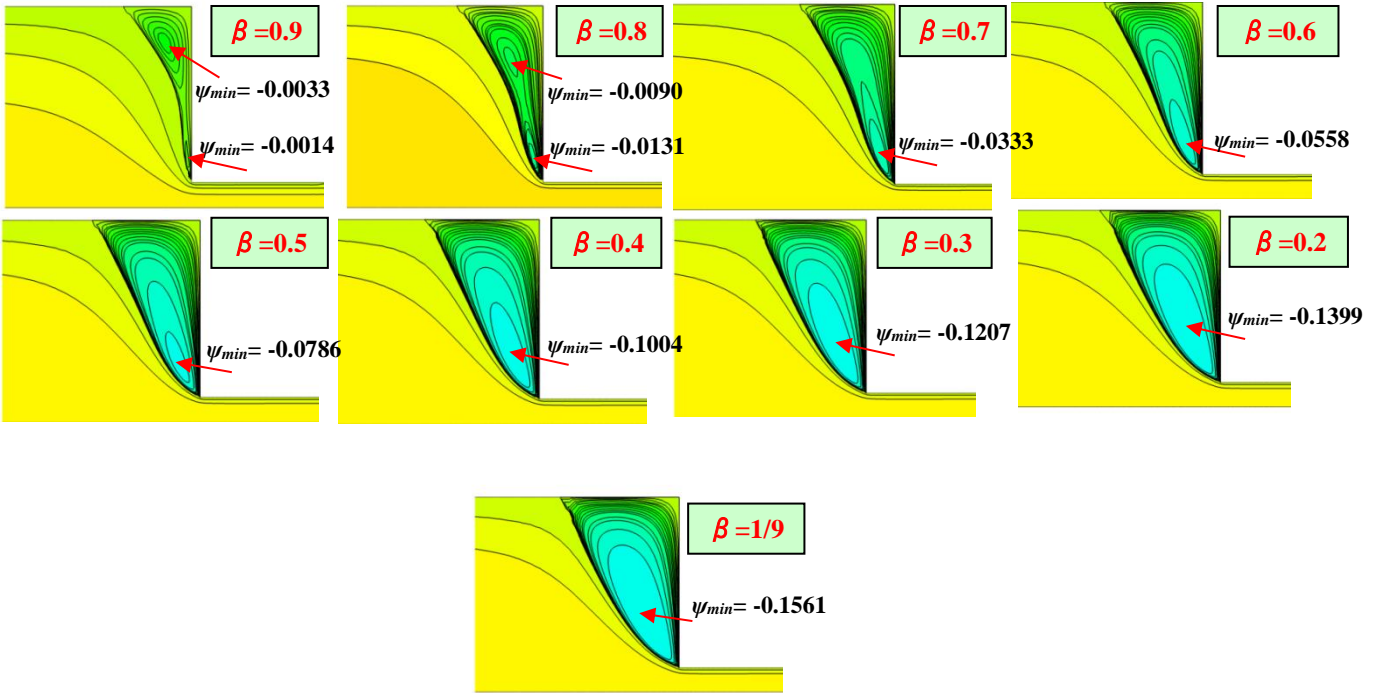 β =0.9
ψmin= -0.0033
ψmin= -0.0014
β =0.8
ψmin= -0.0090
ψmin= -0.0131
β =0.7
ψmin= -0.0333
β =0.6
ψmin= -0.0558
β =0.5
ψmin= -0.0786
β =0.4
ψmin= -0.1004
β =0.3
ψmin= -0.1207
β =0.2
ψmin= -0.1399
β =1/9
ψmin= -0.1561